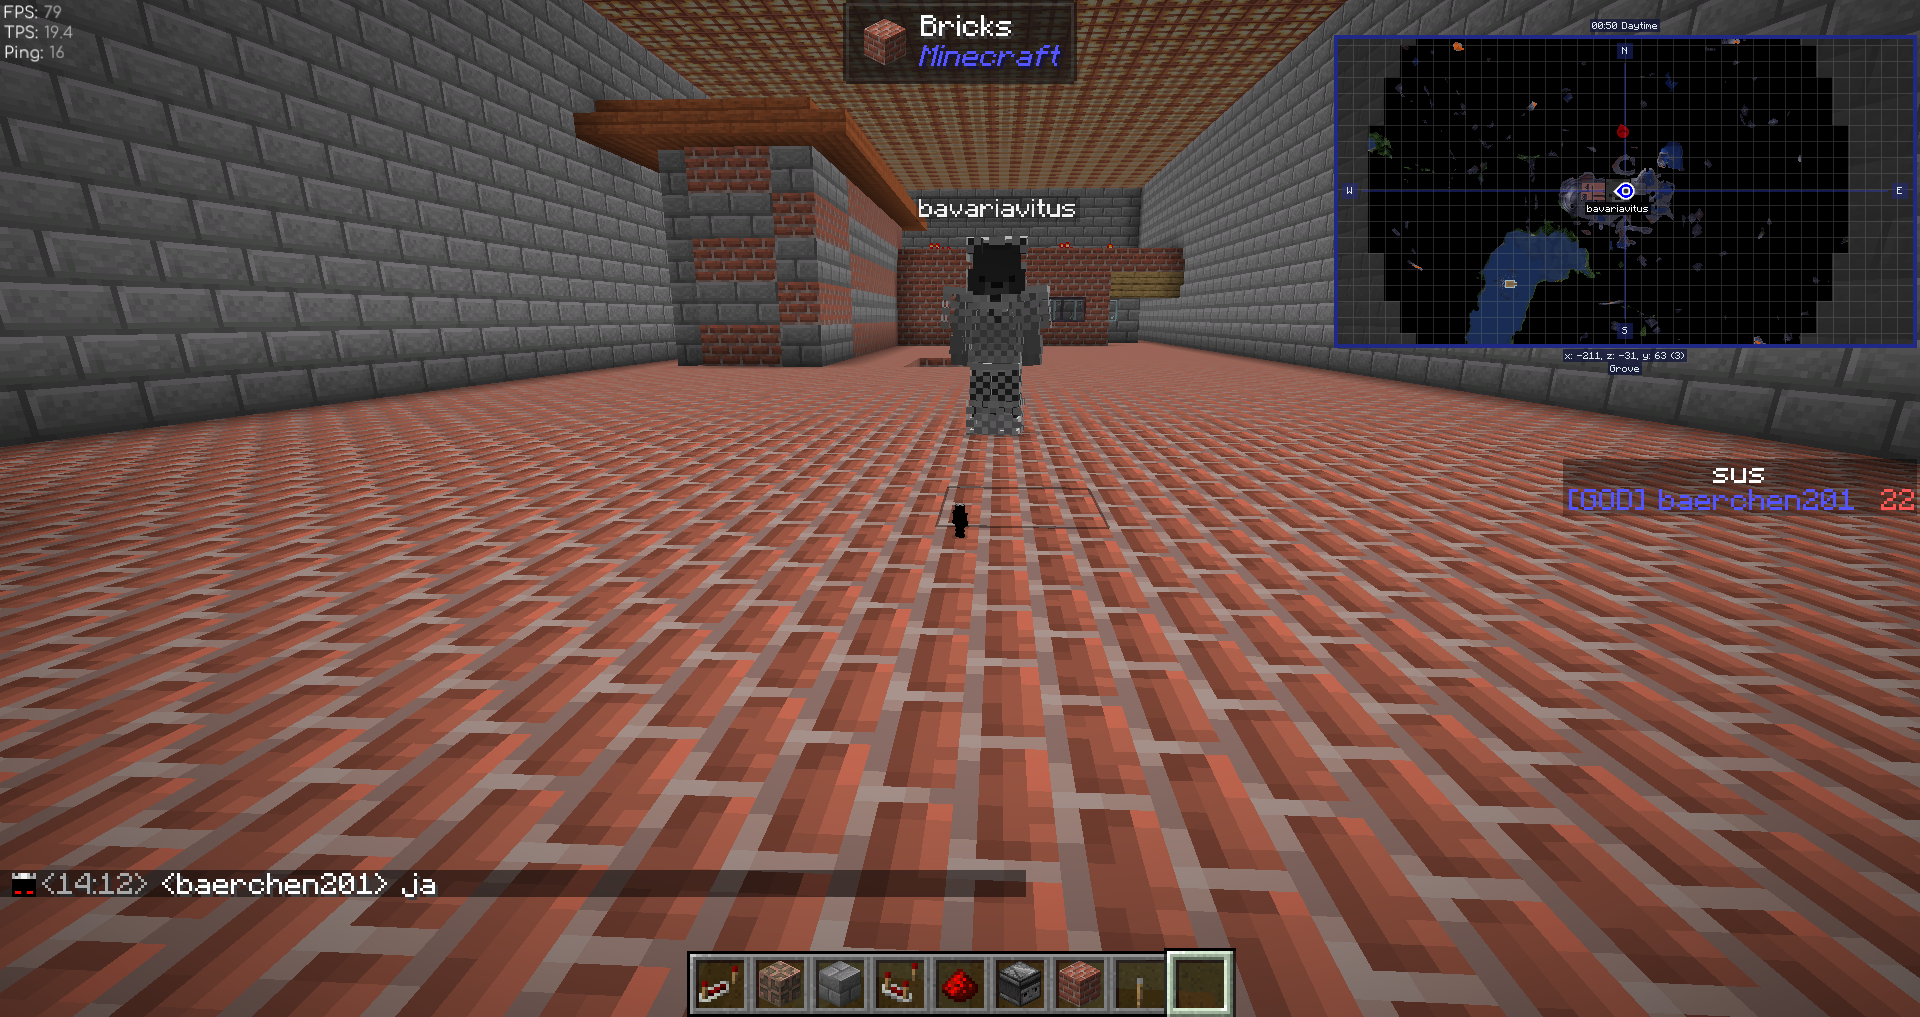 FPS: 79
TPS: 19.4
Ping: 16
Bricks
Minecraft
00:50 Daytime
N
W
E
bavariavitus
S
x: -211, z: -31, y: 63 (3)
Grove
bavariavitus
sus
[GOD] baerchen201 22
<14:12> <baerchen201> ja